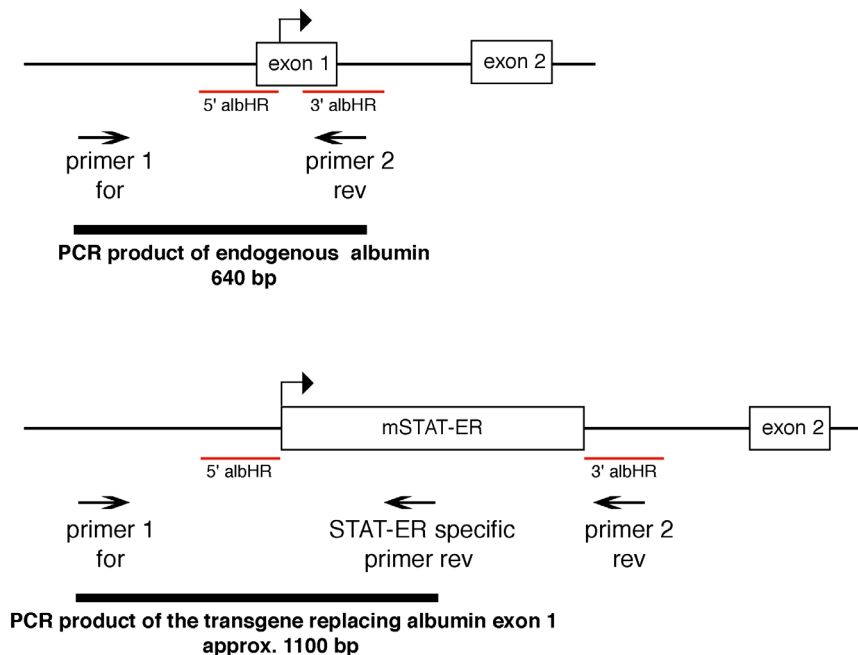 exon 1
exon 2
5' albHR
3' albHR
primer 1
for
primer 2
rev
PCR product of endogenous albumin
640 bp
mSTAT-ER
exon 2
5' albHR
3' albHR
primer 1
for
STAT-ER specific
primer rev
primer 2
rev
PCR product of the transgene replacing albumin exon 1
approx. 1100 bp